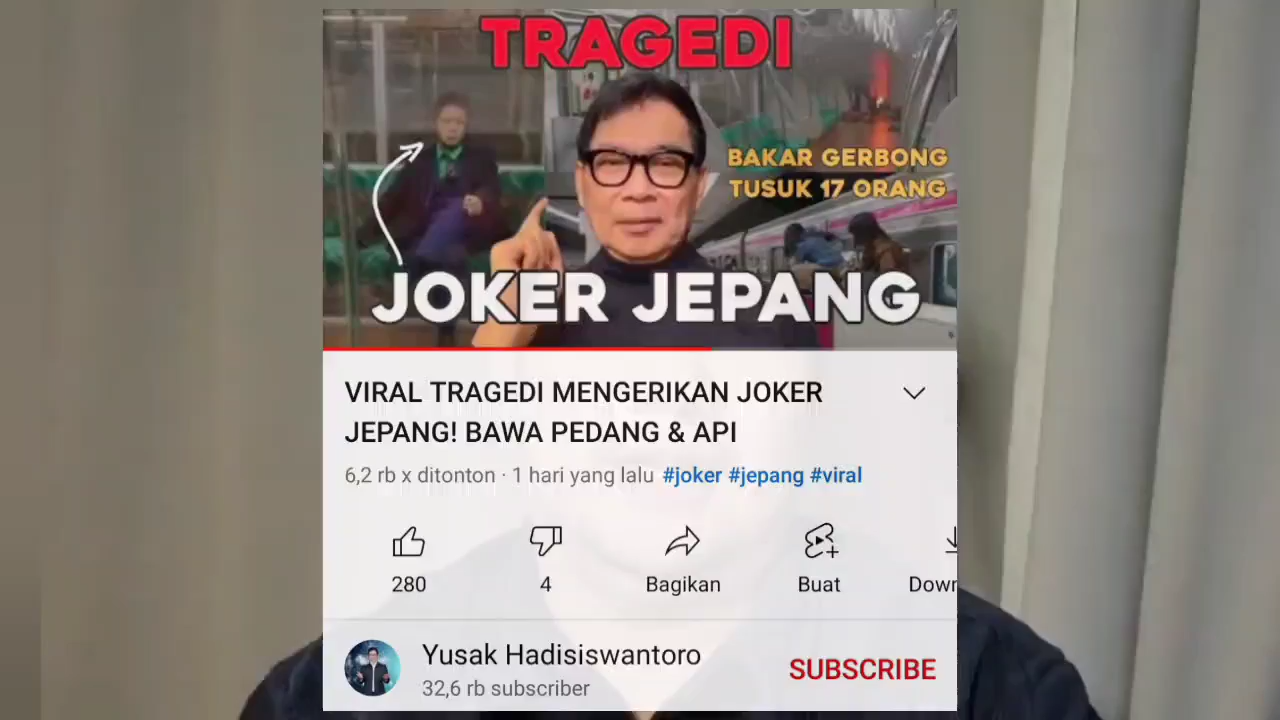 TRAGEDI
BAKAR GERBONG
TUSUK 17 ORANG
JOKER JEPANG
VIRAL TRAGEDI MENGERIKAN JOKER
JEPANG! BAWA PEDANG & API
6,2 rb x ditonton · 1 hari yang lalu #joker #jepang #viral
280
4
Bagikan
Buat
Down
Yusak Hadisiswantoro
32,6 rb subscriber
SUBSCRIBE